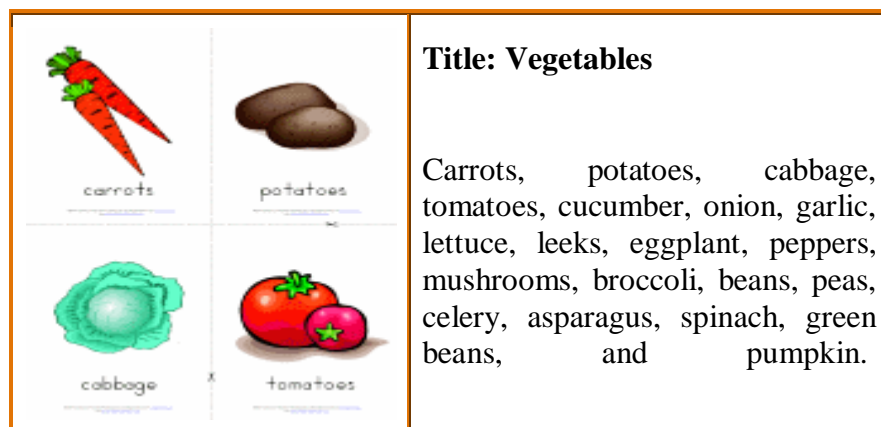 carrots
potatoes
cabbage
tomatoes
Title: Vegetables
Carrots, potatoes, cabbage,
tomatoes, cucumber, onion, garlic,
lettuce, leeks, eggplant, peppers,
mushrooms, broccoli, beans, peas,
celery, asparagus, spinach, green
beans, and pumpkin.